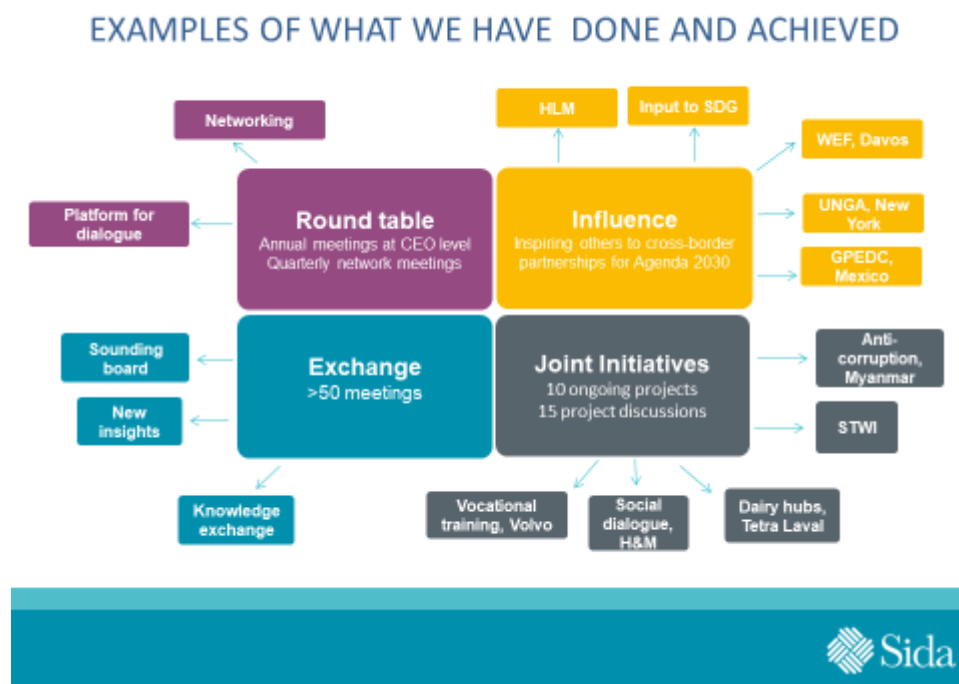 EXAMPLES OF WHAT WE HAVE DONE AND ACHIEVED
HLM
Input to SDG
Networking
WEF, Davos
Platform for
dialogue
Round table
Annual meetings at CEO level
Quarterly network meetings
Influence
Inspiring others to cross-border
partnerships for Agenda 2030
UNGA, New
York
GPEDC,
Mexico
Sounding
board
New
insights
Exchange
>50 meetings
Joint Initiatives
10 ongoing projects
15 project discussions
Anti-
corruption,
Myanmar
STWI
Knowledge
exchange
Vocational
training, Volvo
Social
dialogue,
H&M
Dairy hubs,
Tetra Laval
Sida